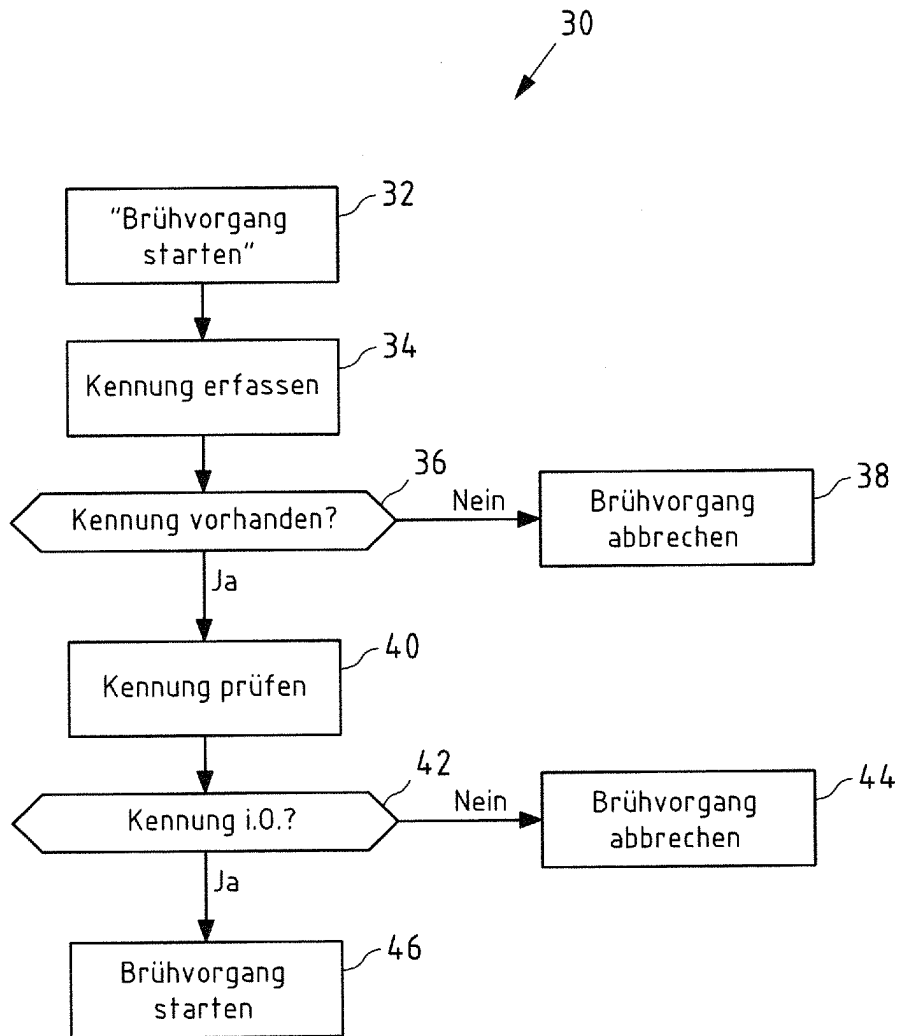 30
"Brühvorgang
starten"
32
Kennung erfassen
34
Kennung vorhanden?
36
Nein
Brühvorgang
abbrechen
38
Ja
Kennung prüfen
40
Kennung i.O.?
42
Nein
Brühvorgang
abbrechen
44
Ja
Brühvorgang
starten
46